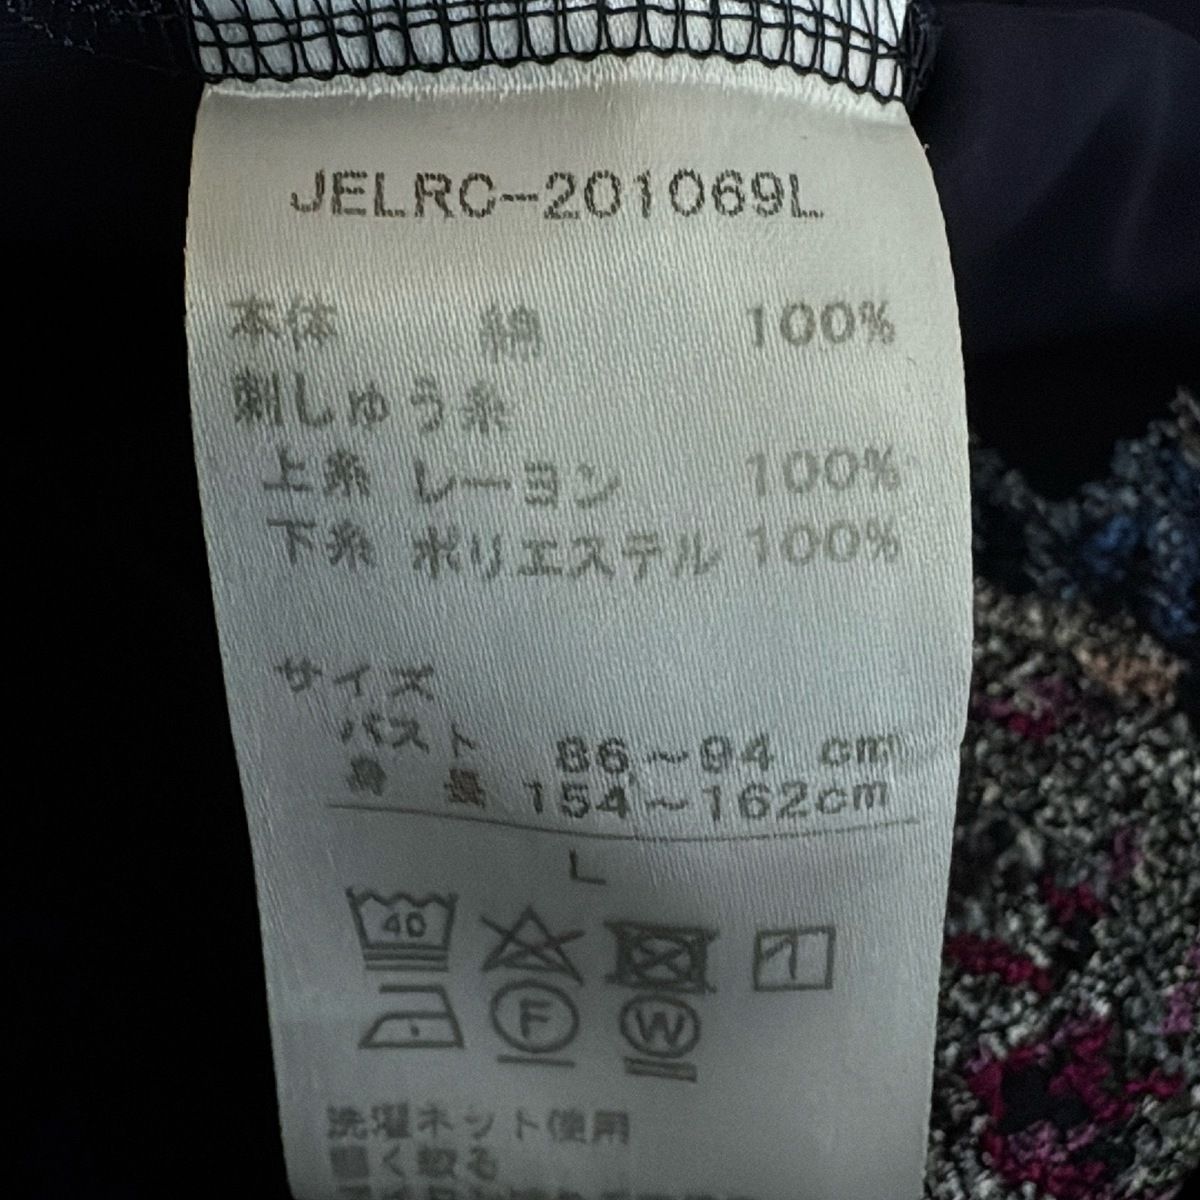 JELRC-201069L
本体 綿 100%
刺しゅう糸
上糸 レーヨン 100%
下糸 ポリエステル 100%
サイズ
バスト 86~94 cm
身長 154~162cm
L
40
F W
洗濯ネット使用
軽く絞る